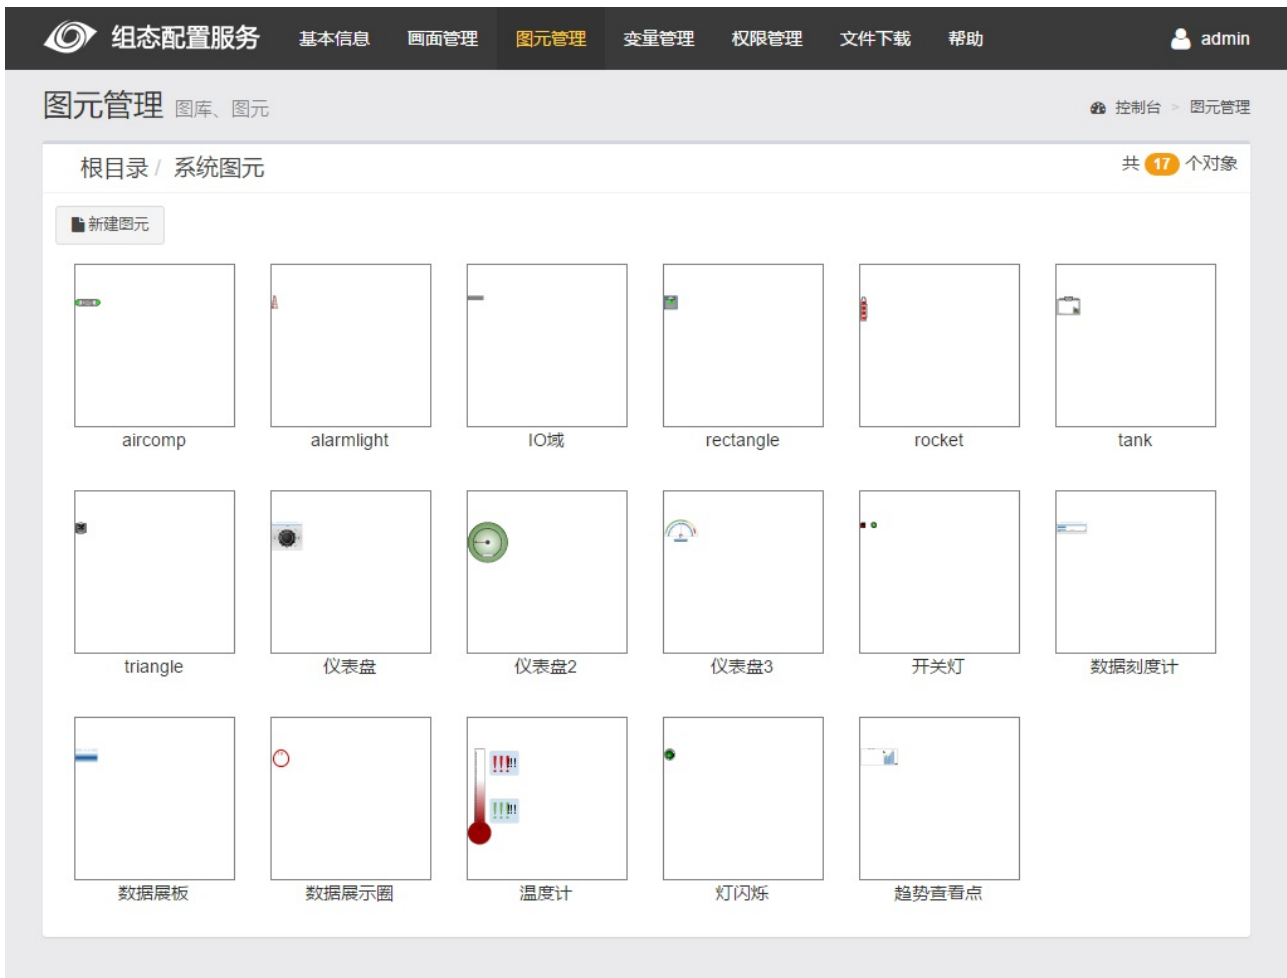 组态配置服务 基本信息 画面管理 图元管理 变量管理 权限管理 文件下载 帮助 admin
图元管理 图库、图元 控制台 > 图元管理
根目录 / 系统图元 共 17 个对象
新建图元
aircomp alarmlight IO域 rectangle rocket tank
triangle 仪表盘 仪表盘2 仪表盘3 开关灯 数据刻度计
数据展板 数据展示圈 温度计 灯闪烁 趋势查看点